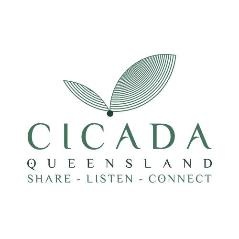 CICADA
QUEENSLAND
SHARE - LISTEN - CONNECT